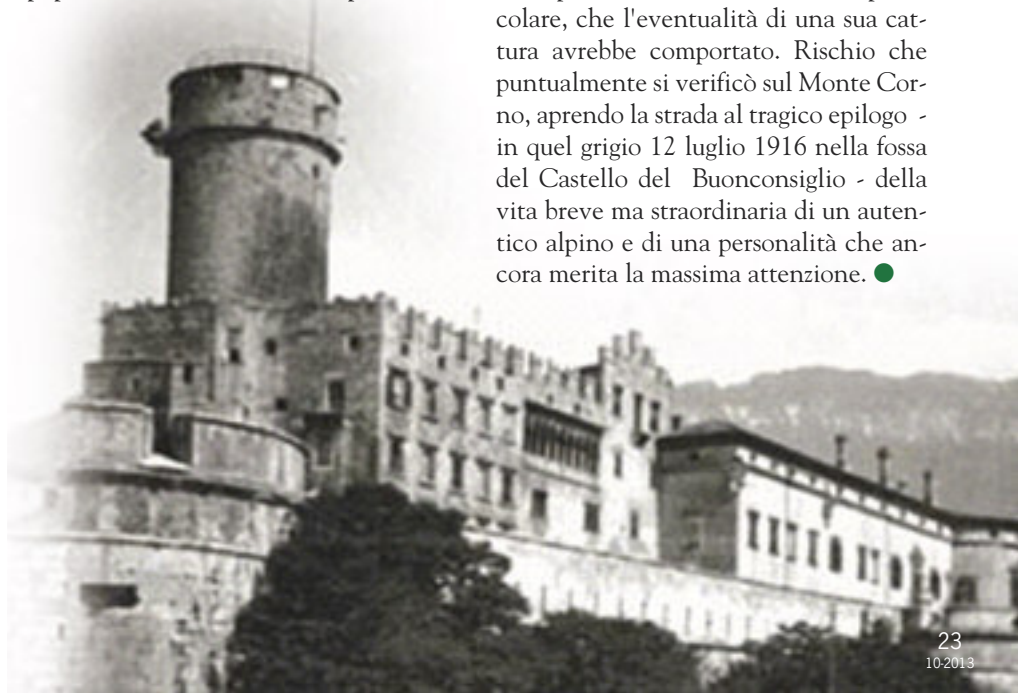 colare, che l'eventualità di una sua cat-
tura avrebbe comportato. Rischio che
puntualmente si verificò sul Monte Cor-
no, aprendo la strada al tragico epilogo -
in quel grigio 12 luglio 1916 nella fossa
del Castello del Buonconsiglio - della
vita breve ma straordinaria di un auten-
tico alpino e di una personalità che an-
cora merita la massima attenzione.
23
10-2013